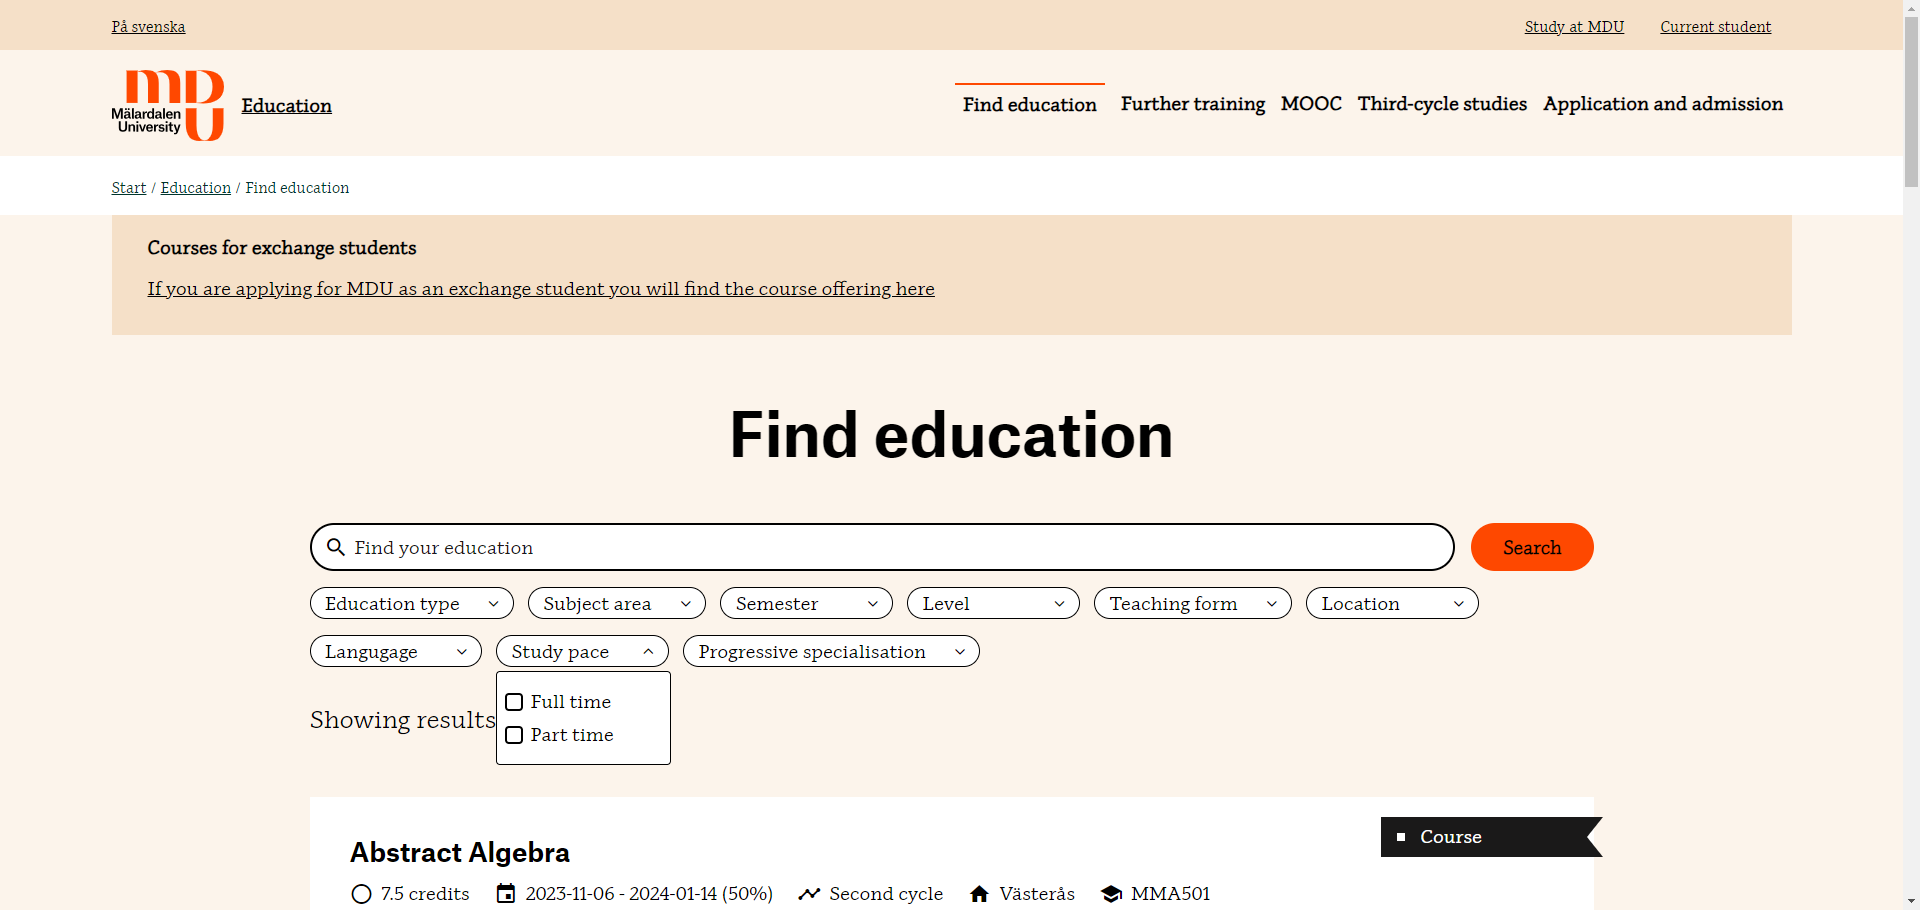 På svenska
Study at MDU
Current student
Mälardalen
University
Education
Find education
Further training
MOOC
Third-cycle studies
Application and admission
Start / Education / Find education
Courses for exchange students
If you are applying for MDU as an exchange student you will find the course offering here
Find education
Find your education
Search
Education type
Subject area
Semester
Level
Teaching form
Location
Langugage
Study pace
Progressive specialisation
Full time
Part time
Showing results
Course
Abstract Algebra
7.5 credits
2023-11-06 - 2024-01-14 (50%)
Second cycle
Västerås
MMA501